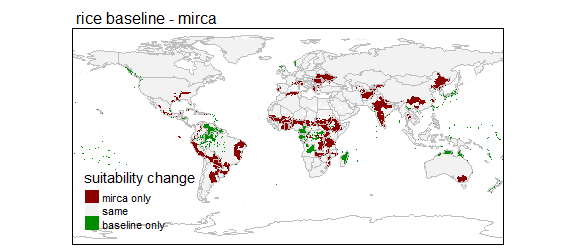 rice baseline - mirca
suitability change
mirca only
same
baseline only